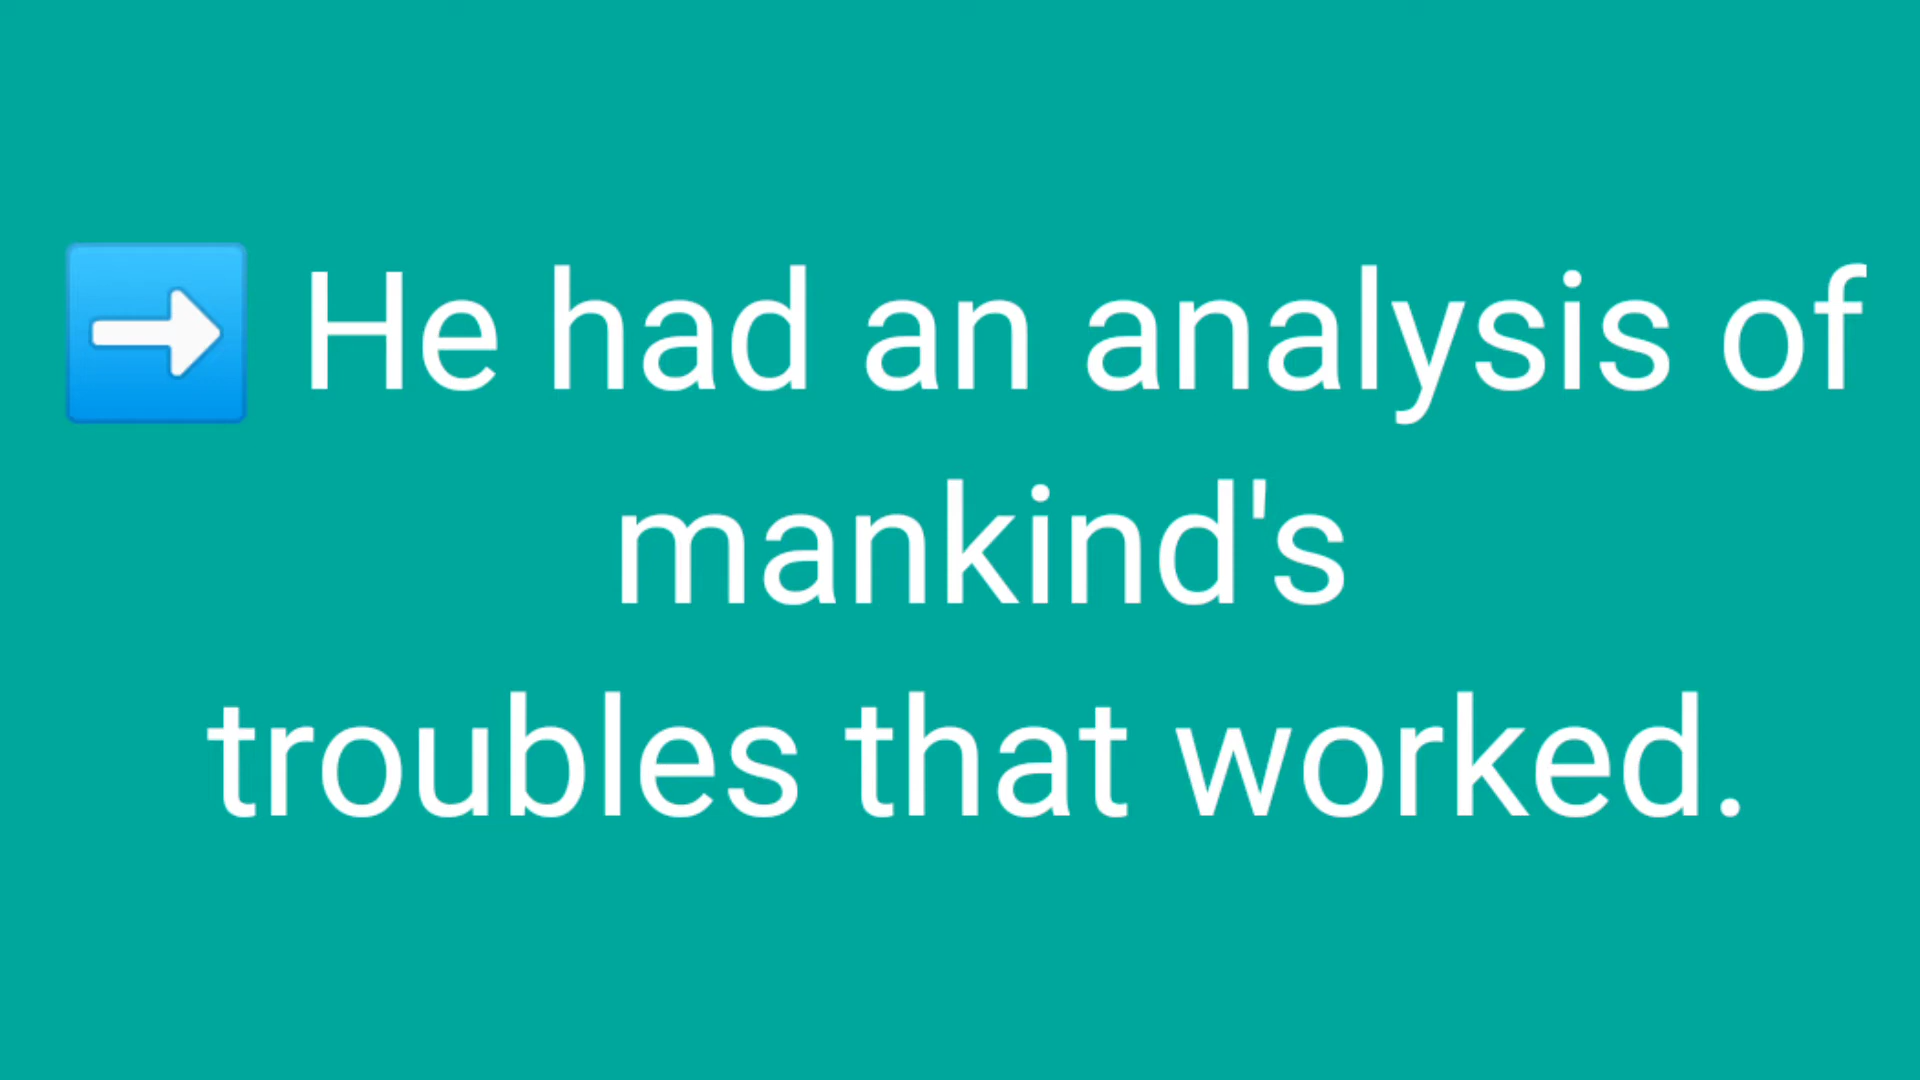 ➡️ He had an analysis of
mankind's
troubles that worked.